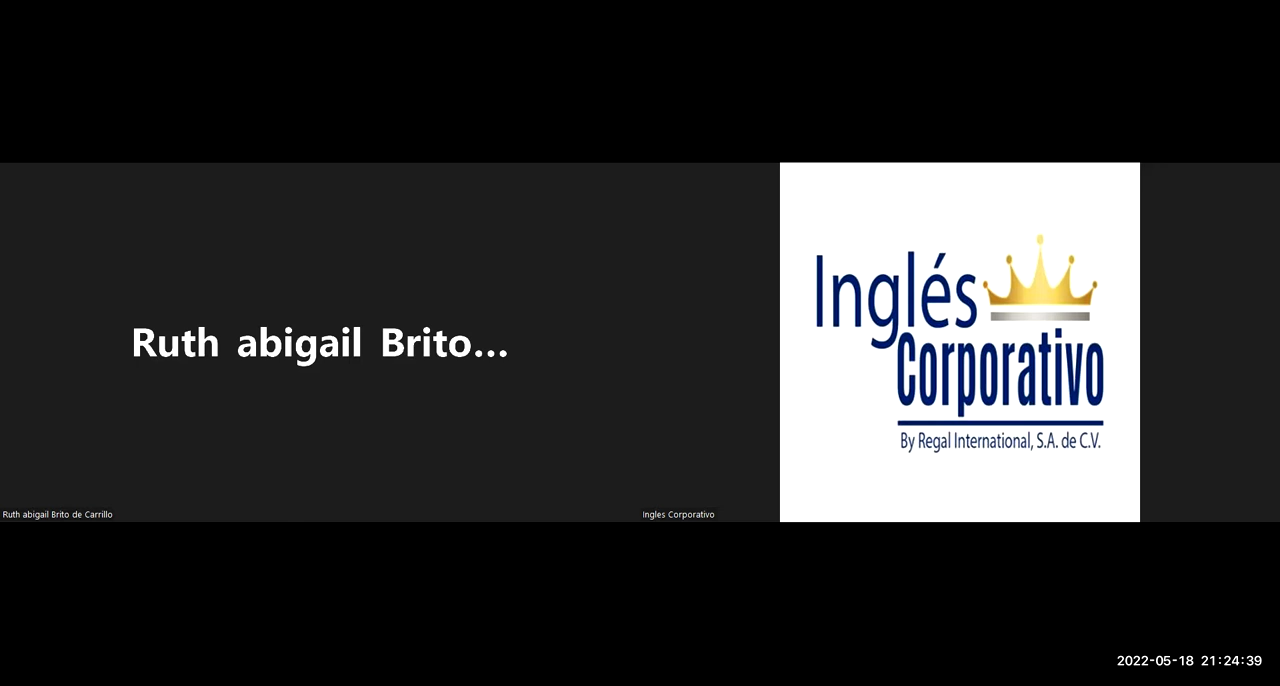 Ruth abigail Brito...
Ruth abigail Brito de Carrillo
Inglés
Corporativo
By Regal International, S.A. de C.V.
Ingles Corporativo
2022-05-18 21:24:39